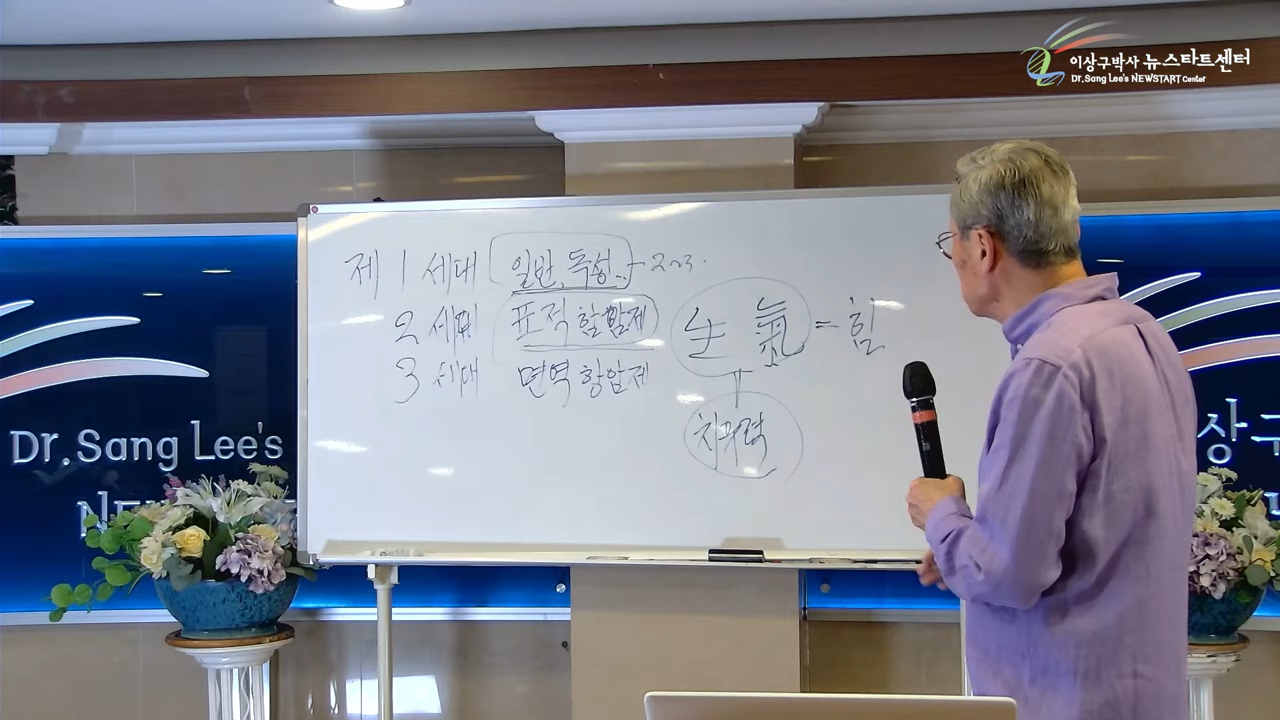 이상구박사 뉴스타트센터
Dr. Sang Lee's NEWSTART Center
제 1 세대 일반, 독성..
2 세대 표적 항암제
3 세대 면역 항암제
生 氣 = 힘
치유력
Dr. Sang Lee's
상구